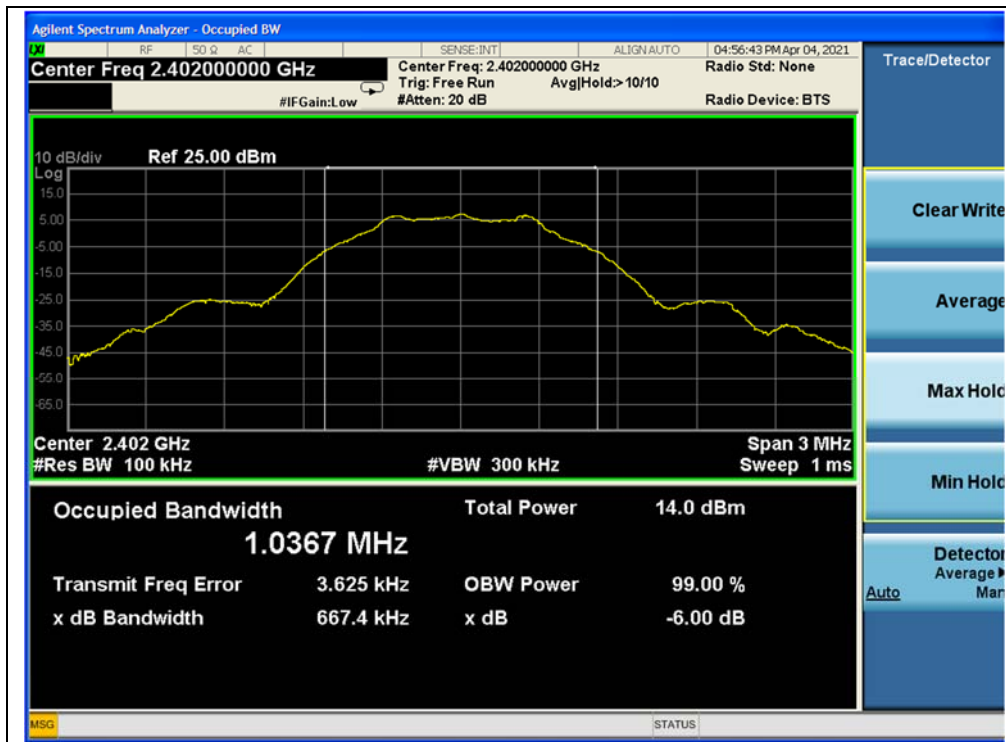 Agilent Spectrum Analyzer - Occupied BW
LXI RF 50 Ω AC SENSE:INT ALIGN AUTO 04:56:43 PM Apr 04, 2021
Center Freq 2.402000000 GHz
Center Freq: 2.402000000 GHz
Radio Std: None
Trig: Free Run Avg|Hold:> 10/10
#IFGain:Low
#Atten: 20 dB
Radio Device: BTS
10 dB/div Ref 25.00 dBm
Log
15.0
5.00
-5.00
-15.0
-25.0
-35.0
-45.0
-55.0
-65.0
Center 2.402 GHz
Span 3 MHz
#Res BW 100 kHz
#VBW 300 kHz
Sweep 1 ms
Occupied Bandwidth
Total Power 14.0 dBm
1.0367 MHz
Transmit Freq Error 3.625 kHz OBW Power 99.00 %
x dB Bandwidth 667.4 kHz x dB -6.00 dB
MSG
STATUS
Trace/Detector
Clear Write
Average
Max Hold
Min Hold
Detector
Average
Auto Man